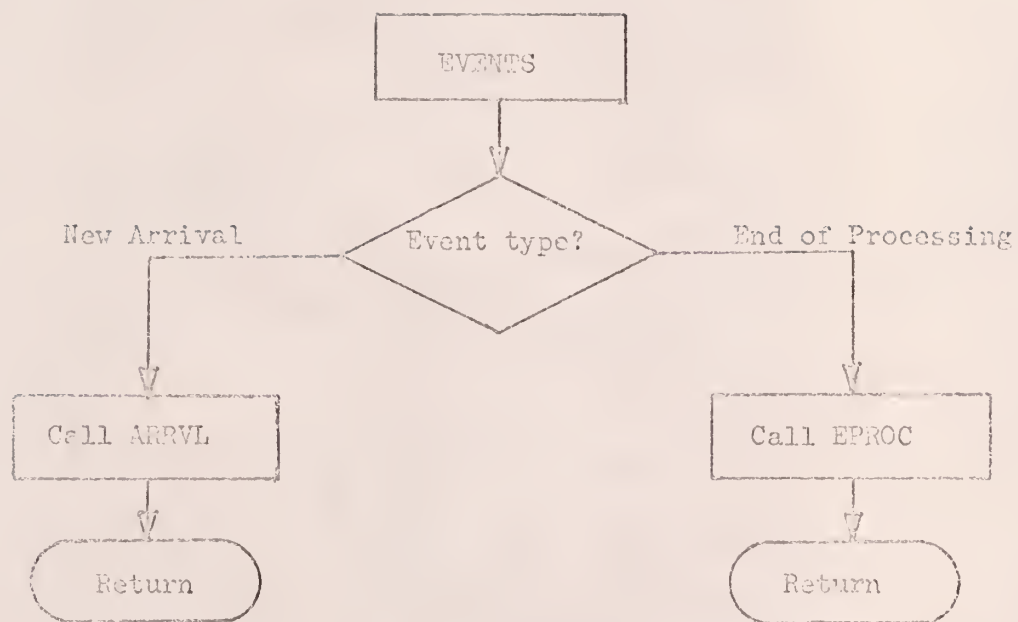 EVENTS
Event type?
New Arrival
End of Processing
Call ARRVL
Call EPROC
Return
Return